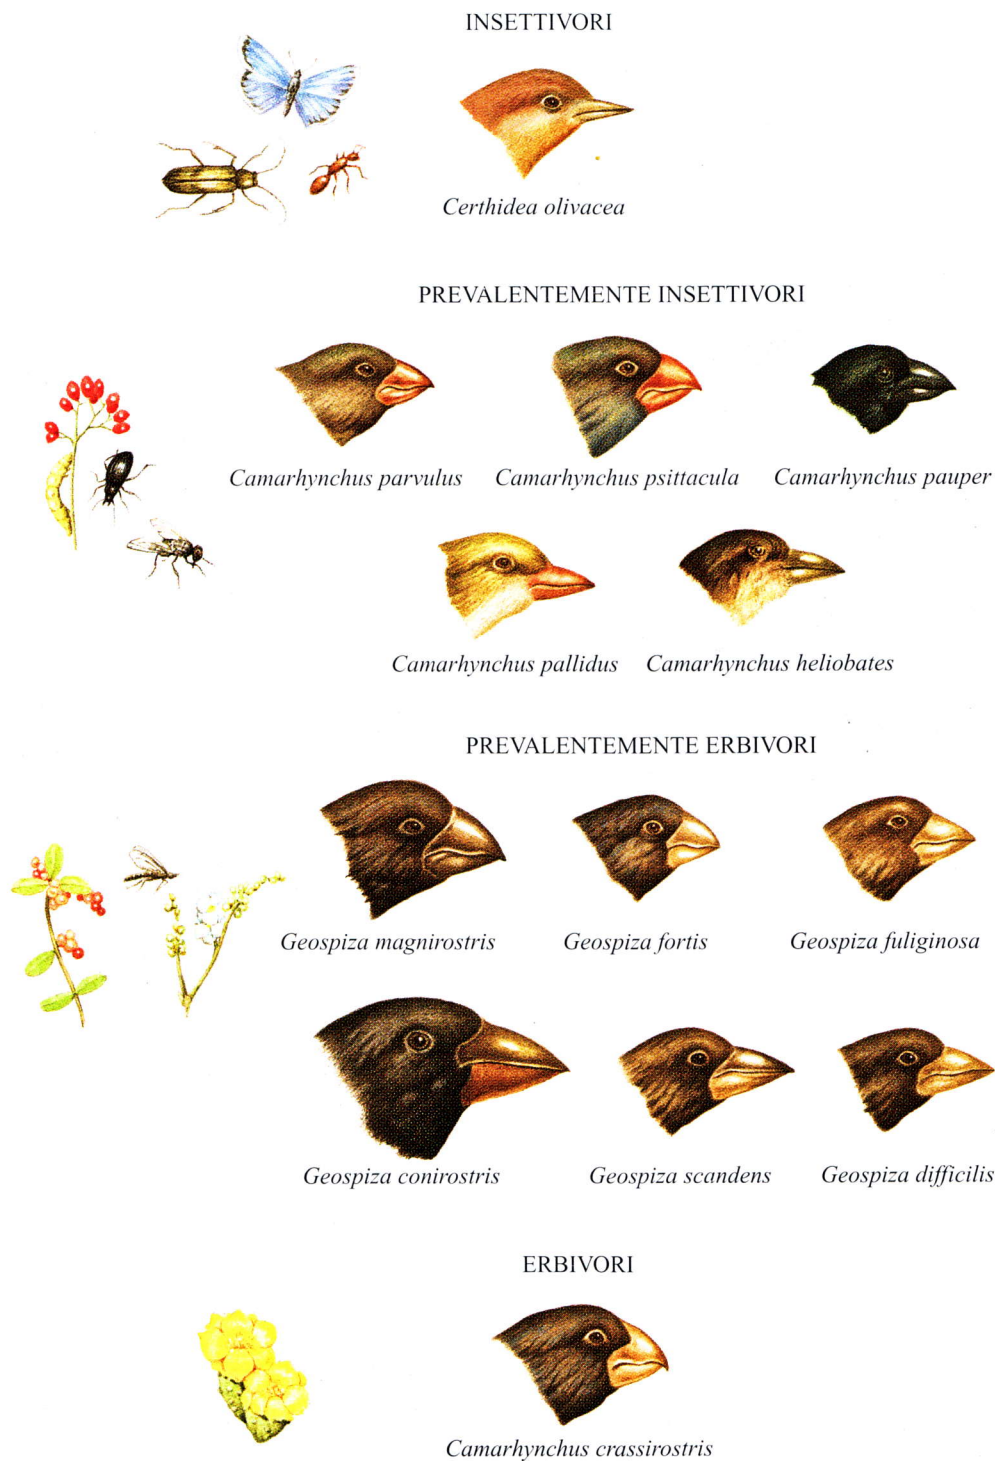 INSETTIVORI
Certhidea olivacea
PREVALENTEMENTE INSETTIVORI
Camarhynchus parvulus Camarhynchus psittacula Camarhynchus pauper
Camarhynchus pallidus Camarhynchus heliobates
PREVALENTEMENTE ERBIVORI
Geospiza magnirostris Geospiza fortis Geospiza fuliginosa
Geospiza conirostris Geospiza scandens Geospiza difficilis
ERBIVORI
Camarhynchus crassirostris